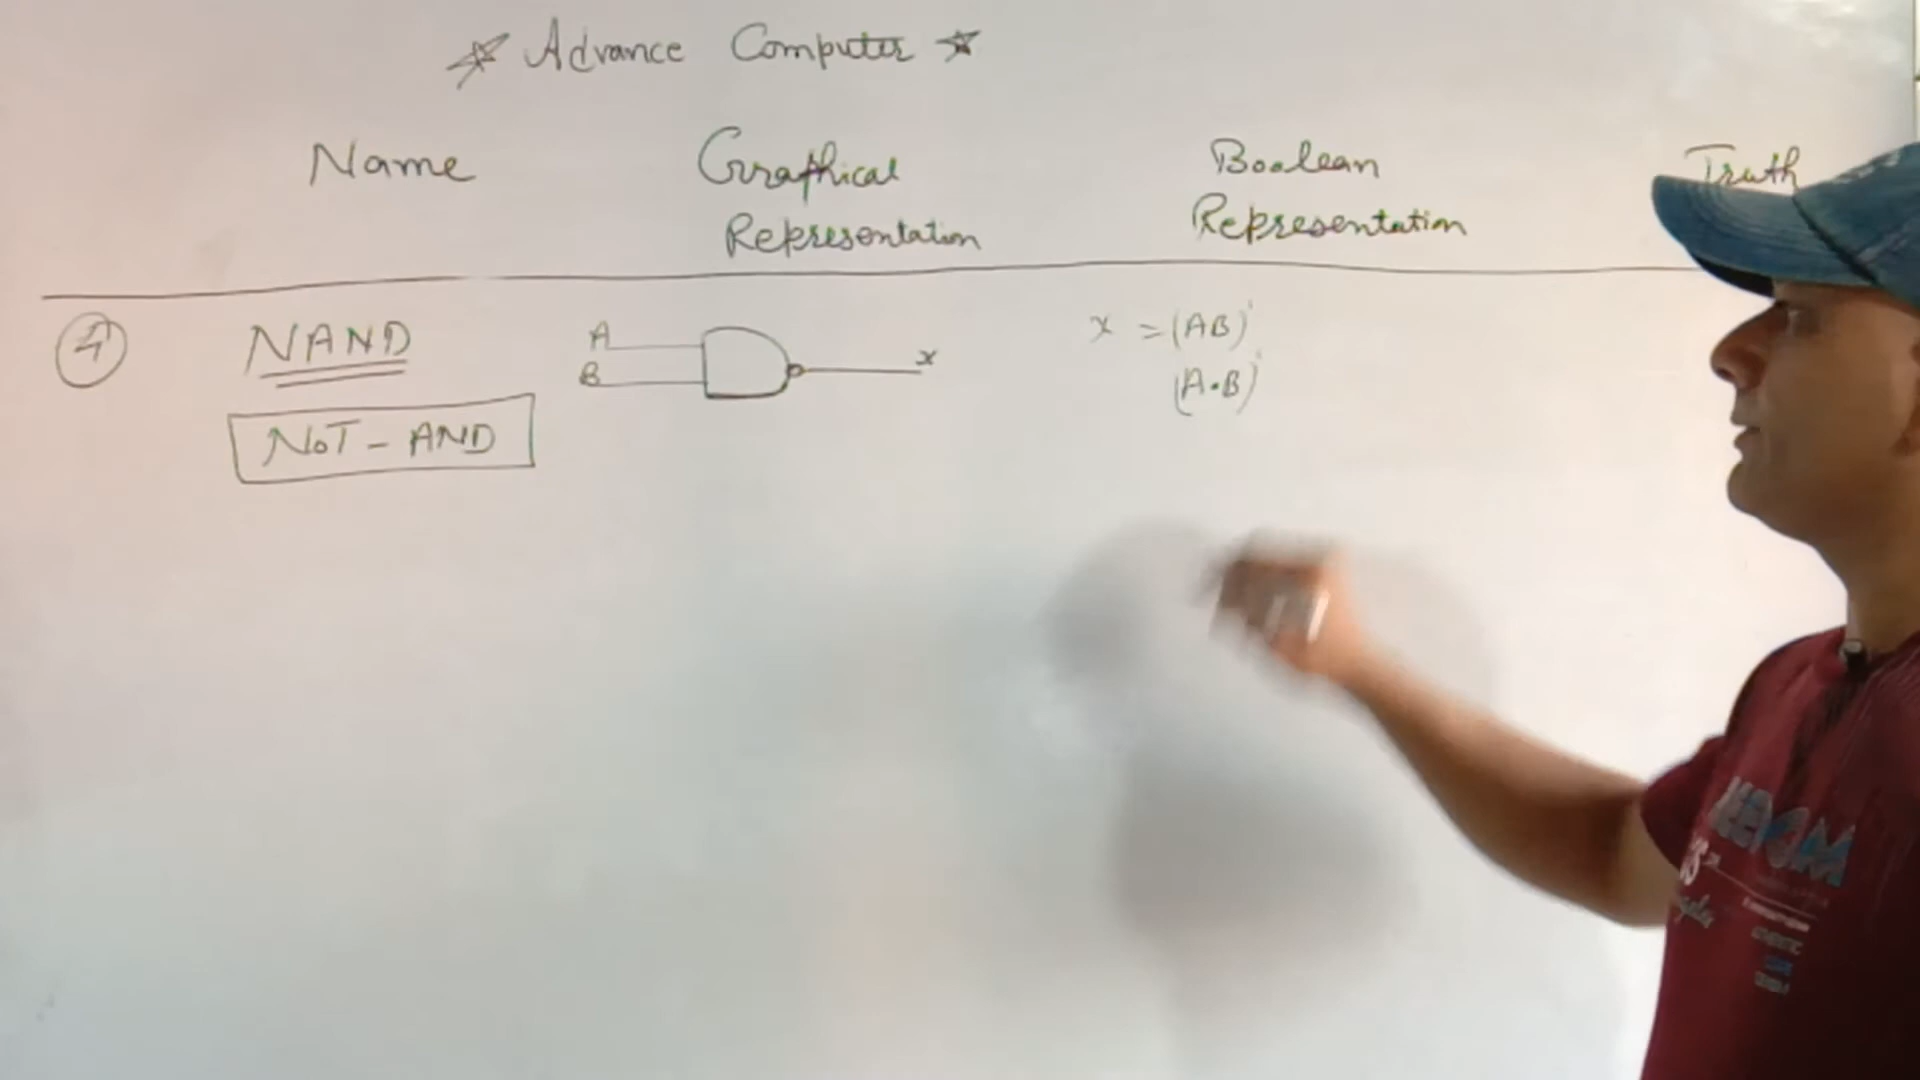 ☆ Advance Computer ☆
Name
Graphical
Representation
Boolean
Representation
Truth
4
NAND
NOT - AND
A
B
x
x = (AB)'
(A.B)'